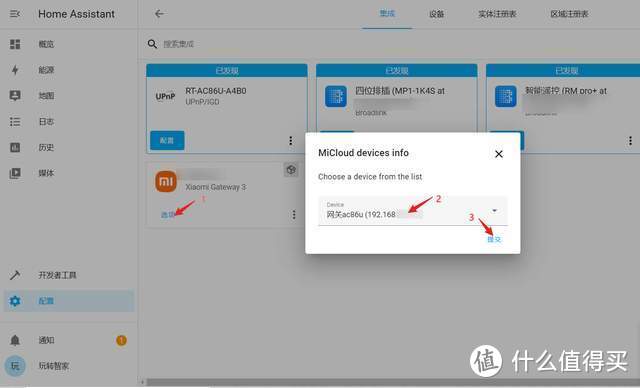 Home Assistant
集成
设备
实体注册表
区域注册表
概览
能源
地图
日志
历史
媒体
开发者工具
配置
通知
1
玩
玩转智家
搜索集成
已发现
UPnP
RT-AC86U-A4B0
UPnP/IGD
配置
已发现
四位排插 (MP1-1K4S at
Broadlink
已发现
智能遥控 (RM pro+ at
Broadlink
Xiaomi Gateway 3
选项
1
MiCloud devices info
Choose a device from the list
Device
网关ac86u (192.168
2
3
提交
值 什么值得买